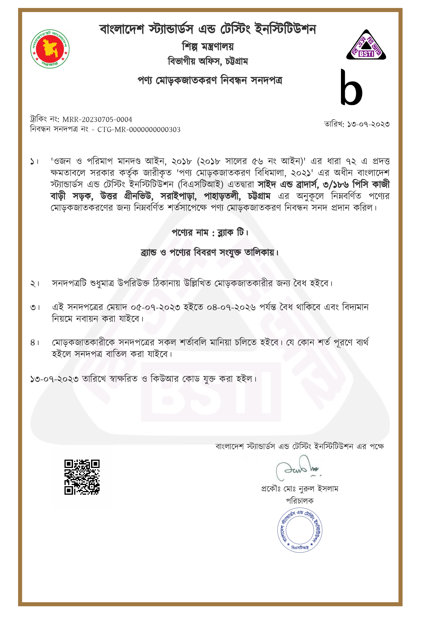 বাংলাদেশ স্ট্যান্ডার্ডস এন্ড টেস্টিং ইনস্টিটিউশন
শিল্প মন্ত্রণালয়
বিভাগীয় অফিস, চট্টগ্রাম
পণ্য মোড়কজাতকরণ নিবন্ধন সনদপত্র
BSTI
b
ট্রাকিং নং: MRR-20230705-0004
নিবন্ধন সনদপত্র নং - CTG-MR-0000000000303
তারিখ: ১৩-০৭-২০২৩
১। 'ওজন ও পরিমাপ মানদণ্ড আইন, ২০১৮ (২০১৮ সালের ৫৬ নং আইন)' এর ধারা ৭২ এ প্রদত্ত
ক্ষমতাবলে সরকার কর্তৃক জারীকৃত 'পণ্য মোড়কজাতকরণ বিধিমালা, ২০২১' এর অধীন বাংলাদেশ
স্ট্যান্ডার্ডস এন্ড টেস্টিং ইনস্টিটিউশন (বিএসটিআই) এতদ্বারা সাইদ এন্ড ব্রাদার্স, ৩/১৮৬ পিসি কাজী
বাড়ী সড়ক, উত্তর গ্রীনভিউ, সরাইপাড়া, পাহাড়তলী, চট্টগ্রাম এর অনুকূলে নিম্নবর্ণিত পণ্যের
মোড়কজাতকরণের জন্য নিম্নবর্ণিত শর্তসাপেক্ষে পণ্য মোড়কজাতকরণ নিবন্ধন সনদ প্রদান করিল।
পণ্যের নাম : ব্ল্যাক টি।
ব্র্যান্ড ও পণ্যের বিবরণ সংযুক্ত তালিকায়।
২। সনদপত্রটি শুধুমাত্র উপরিউক্ত ঠিকানায় উল্লিখিত মোড়কজাতকারীর জন্য বৈধ হইবে।
৩। এই সনদপত্রের মেয়াদ ০৫-০৭-২০২৩ হইতে ০৪-০৭-২০২৬ পর্যন্ত বৈধ থাকিবে এবং বিদ্যমান
নিয়মে নবায়ন করা যাইবে।
৪। মোড়কজাতকারীকে সনদপত্রের সকল শর্তাবলি মানিয়া চলিতে হইবে। যে কোন শর্ত পূরণে ব্যর্থ
হইলে সনদপত্র বাতিল করা যাইবে।
১৩-০৭-২০২৩ তারিখে স্বাক্ষরিত ও কিউআর কোড যুক্ত করা হইল।
BSTI
বাংলাদেশ স্ট্যান্ডার্ডস এন্ড টেস্টিং ইনস্টিটিউশন এর পক্ষে
প্রকৌঃ মোঃ নুরুল ইসলাম
পরিচালক